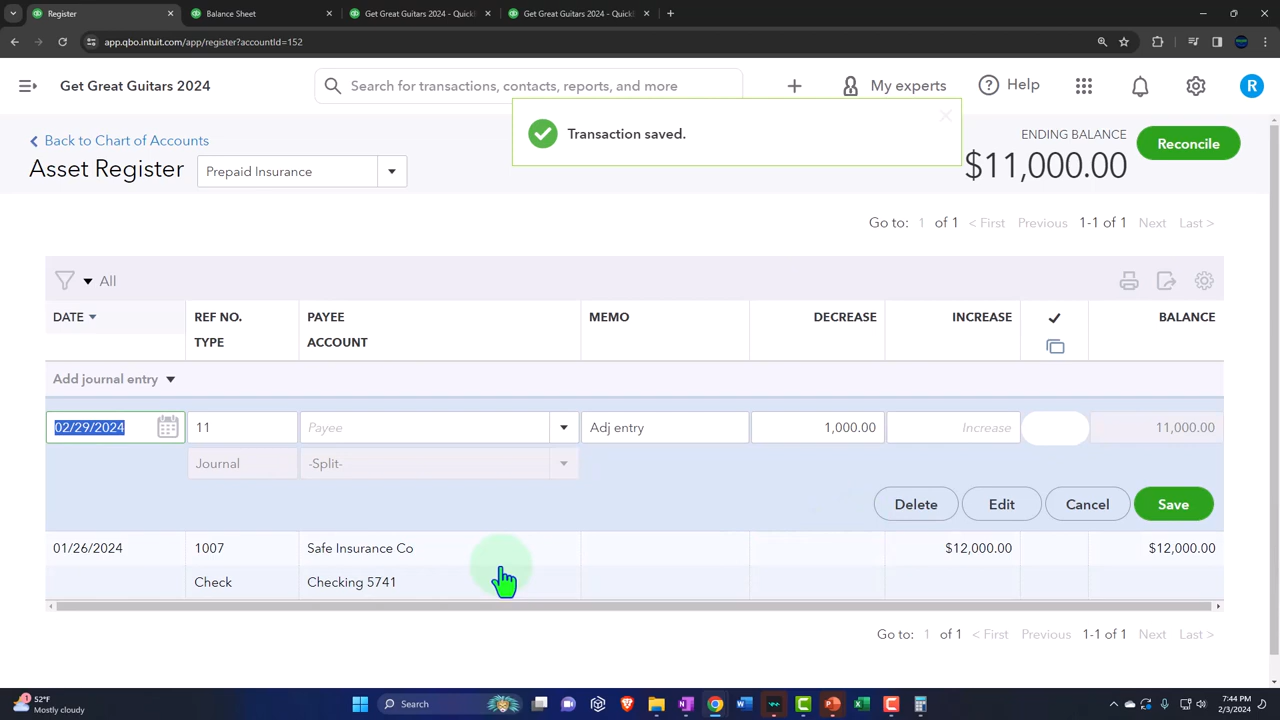 Register
Balance Sheet
Get Great Guitars 2024 - QuickB
Get Great Guitars 2024 - QuickB
app.qbo.intuit.com/app/register?accountId=152
Get Great Guitars 2024
Search for transactions, contacts, reports, and more
My experts
Help
R
Transaction saved.
< Back to Chart of Accounts
Asset Register
Prepaid Insurance
ENDING BALANCE
$11,000.00
Reconcile
Go to: 1 of 1 < First Previous 1-1 of 1 Next Last >
All
DATE REF NO. PAYEE MEMO DECREASE INCREASE BALANCE
TYPE ACCOUNT
Add journal entry
02/29/2024 11 Payee Adj entry 1,000.00 Increase 11,000.00
Journal -Split-
Delete Edit Cancel Save
01/26/2024 1007 Safe Insurance Co $12,000.00 $12,000.00
Check Checking 5741
Go to: 1 of 1 < First Previous 1-1 of 1 Next Last >
52°F
Mostly cloudy
Search
7:44 PM
2/3/2024